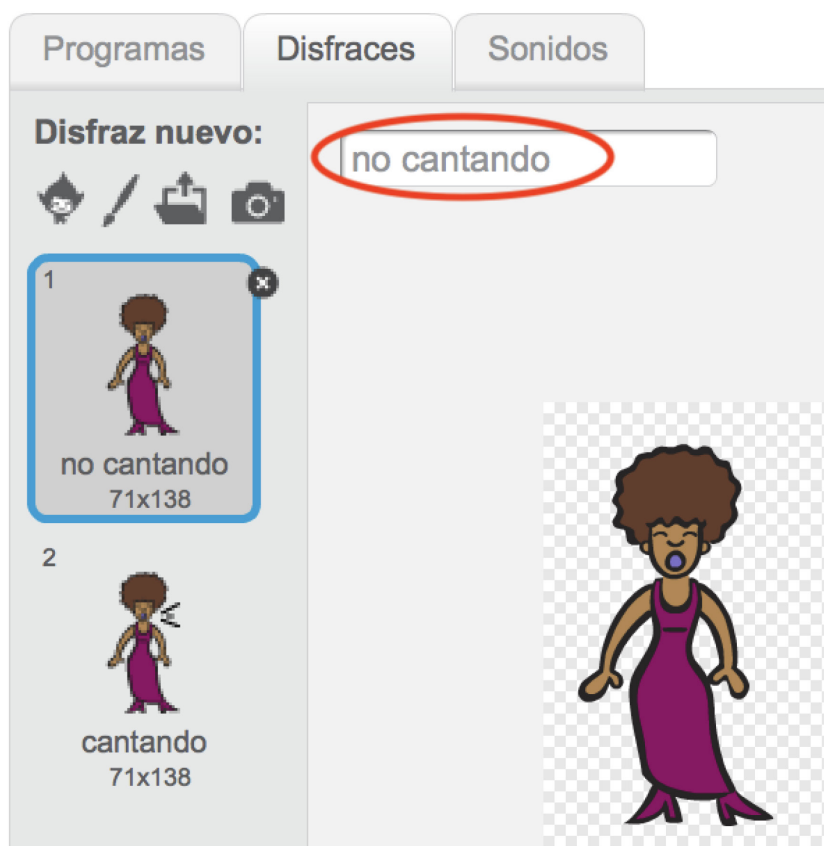 Programas Disfraces Sonidos
Disfraz nuevo:
no cantando
1
no cantando
71x138
2
cantando
71x138